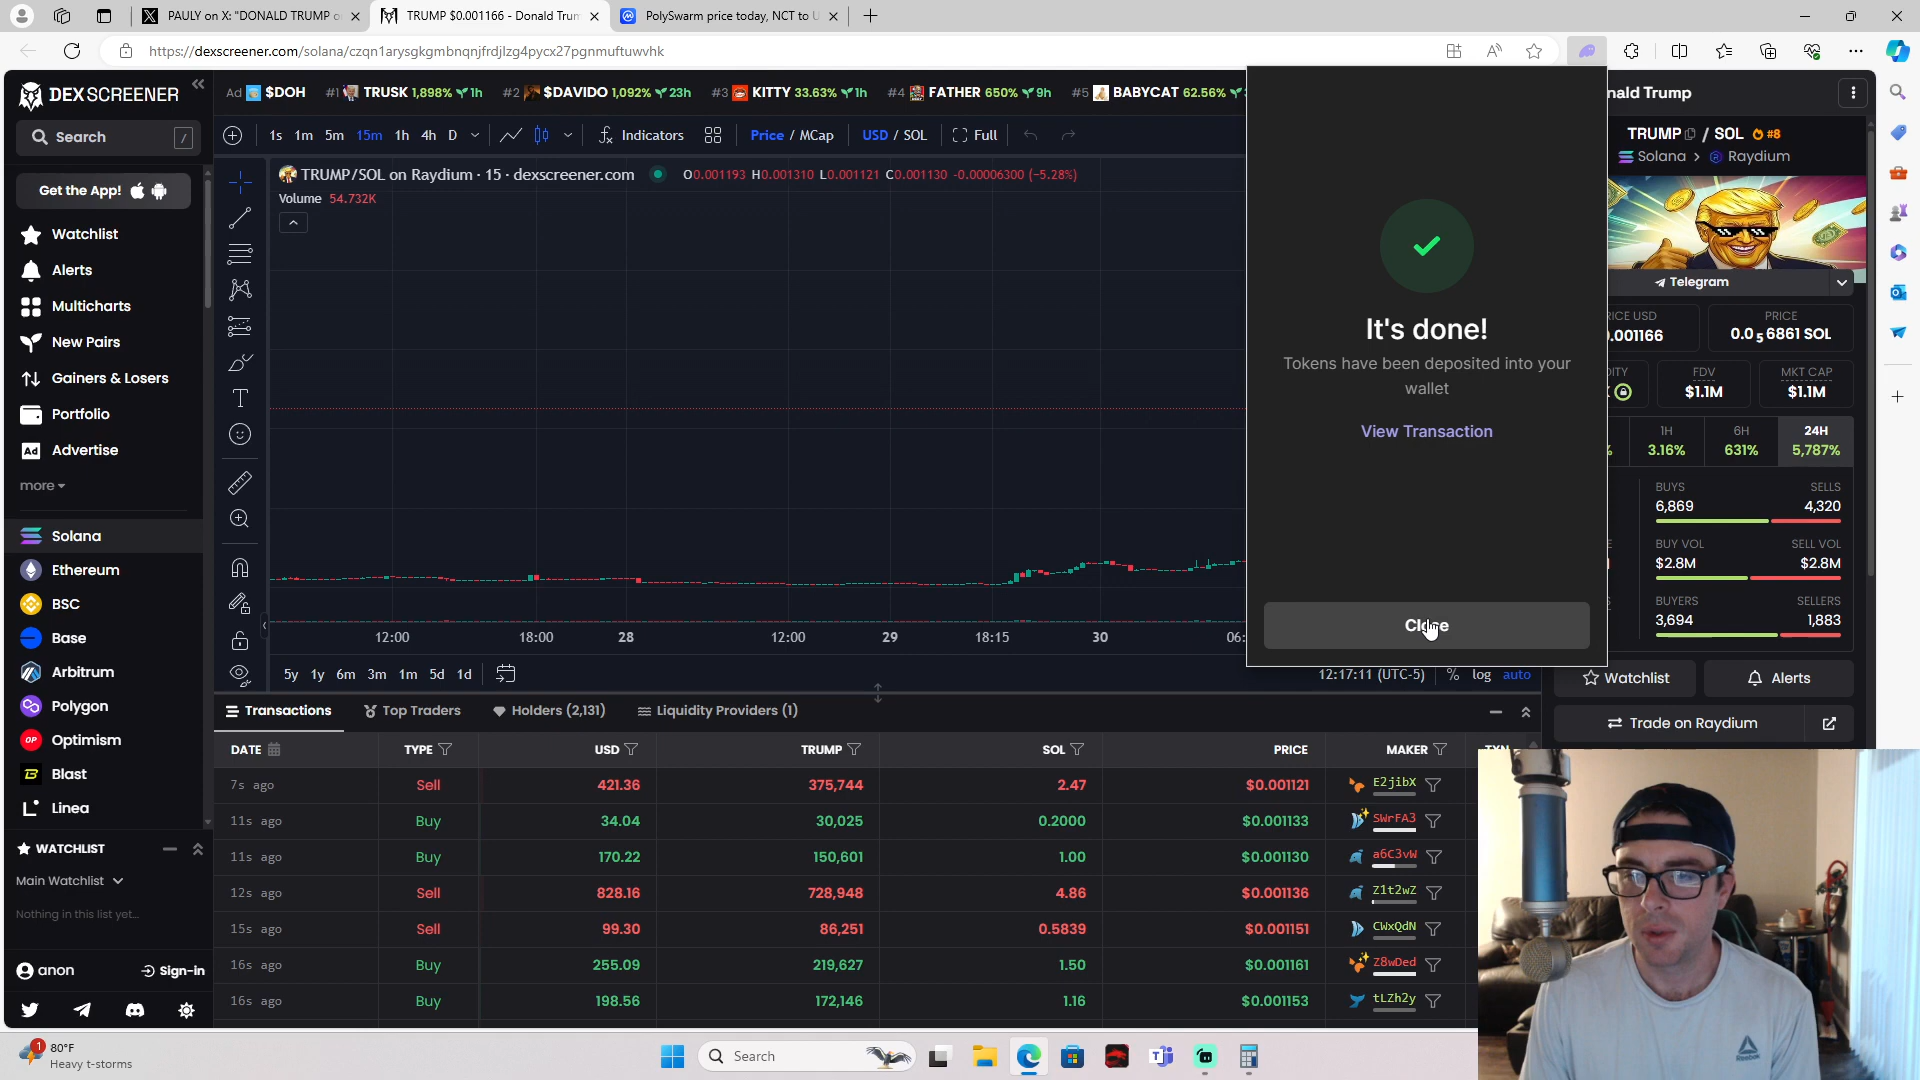 PAULY on X: "DONALD TRUMP o
TRUMP $0.001166 - Donald Trum
PolySwarm price today, NCT to U
https://dexscreener.com/solana/czqn1arysgkgmbnqnjfrdjlzg4pycx27pgnmuftuwvhk
DEX SCREENER
Ad $DOH #1 TRUSK 1,898% 1h #2 $DAVIDO 1,092% 23h #3 KITTY 33.63% 1h #4 FATHER 650% 9h #5 BABYCAT 62.56%
nald Trump
Search /
1s 1m 5m 15m 1h 4h D Indicators Price / MCap USD / SOL Full
TRUMP / SOL #8
Solana > Raydium
TRUMP/SOL on Raydium · 15 · dexscreener.com O0.001193 H0.001310 L0.001121 C0.001130 -0.00006300 (-5.28%)
Volume 54.732K
Get the App!
Watchlist
Alerts
Multicharts
New Pairs
Gainers & Losers
Portfolio
Advertise
more
Solana
Ethereum
BSC
Base
Arbitrum
Polygon
Optimism
Blast
Linea
WATCHLIST
Main Watchlist
Nothing in this list yet...
anon Sign-in
It's done!
Tokens have been deposited into your
wallet
View Transaction
Close
Telegram
RICE USD PRICE
.001166 0.0 5 6861 SOL
ITY FDV MKT CAP
$1.1M $1.1M
1H 6H 24H
3.16% 631% 5,787%
BUYS SELLS
6,869 4,320
BUY VOL SELL VOL
$2.8M $2.8M
BUYERS SELLERS
3,694 1,883
Watchlist Alerts
Trade on Raydium
12:00 18:00 28 12:00 29 18:15 30 06:
5y 1y 6m 3m 1m 5d 1d 12:17:11 (UTC-5) % log auto
Transactions Top Traders Holders (2,131) Liquidity Providers (1)
DATE TYPE USD TRUMP SOL PRICE MAKER TXN
7s ago Sell 421.36 375,744 2.47 $0.001121 E2jibX
11s ago Buy 34.04 30,025 0.2000 $0.001133 SWrFA3
11s ago Buy 170.22 150,601 1.00 $0.001130 a6C3vW
12s ago Sell 828.16 728,948 4.86 $0.001136 Z1t2wZ
15s ago Sell 99.30 86,251 0.5839 $0.001151 CWxQdN
16s ago Buy 255.09 219,627 1.50 $0.001161 Z8wDed
16s ago Buy 198.56 172,146 1.16 $0.001153 tLZh2y
1
80°F
Heavy t-storms
Search
Reebok